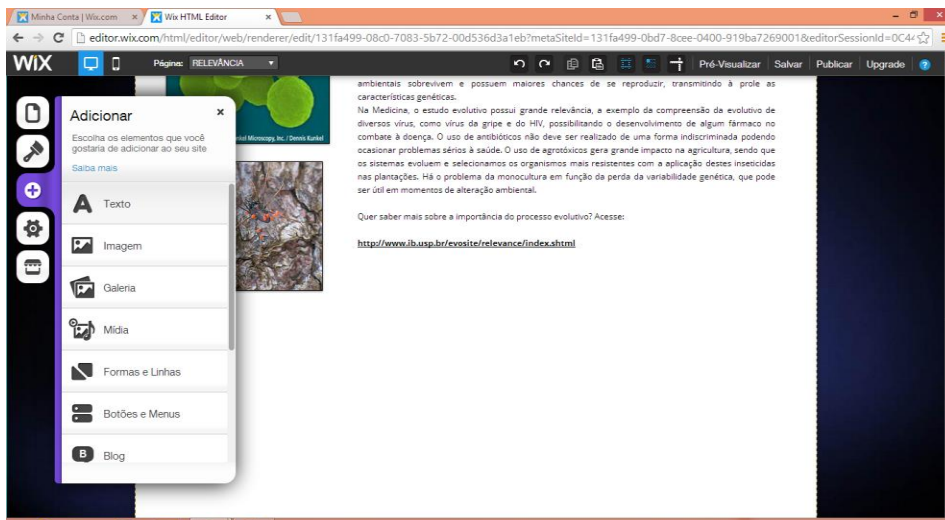 Minha Conta | Wix.com
Wix HTML Editor
editor.wix.com/html/editor/web/renderer/edit/131fa499-08c0-7083-5b72-00d536d3a1eb?metaSiteId=131fa499-0bd7-8cee-0400-919ba7269001&editorSessionId=0C4
WiX
Página: RELEVÂNCIA
Pré-Visualizar
Salvar
Publicar
Upgrade
?
Adicionar
Escolha os elementos que você
gostaria de adicionar ao seu site
Saiba mais
A Texto
Imagem
Galeria
Mídia
Formas e Linhas
Botões e Menus
B Blog
Microscopy, Inc. / Dennis Kunkel
ambientais sobrevivem e possuem maiores chances de se reproduzir, transmitindo à prole as
características genéticas.
Na Medicina, o estudo evolutivo possui grande relevância, a exemplo da compreensão da evolutivo de
diversos vírus, como vírus da gripe e do HIV, possibilitando o desenvolvimento de algum fármaco no
combate à doença. O uso de antibióticos não deve ser realizado de uma forma indiscriminada podendo
ocasionar problemas sérios à saúde. O uso de agrotóxicos gera grande impacto na agricultura, sendo que
os sistemas evoluem e selecionamos os organismos mais resistentes com a aplicação destes inseticidas
nas plantações. Há o problema da monocultura em função da perda da variabilidade genética, que pode
ser útil em momentos de alteração ambiental.
Quer saber mais sobre a importância do processo evolutivo? Acesse:
http://www.ib.usp.br/evosite/relevance/index.shtml